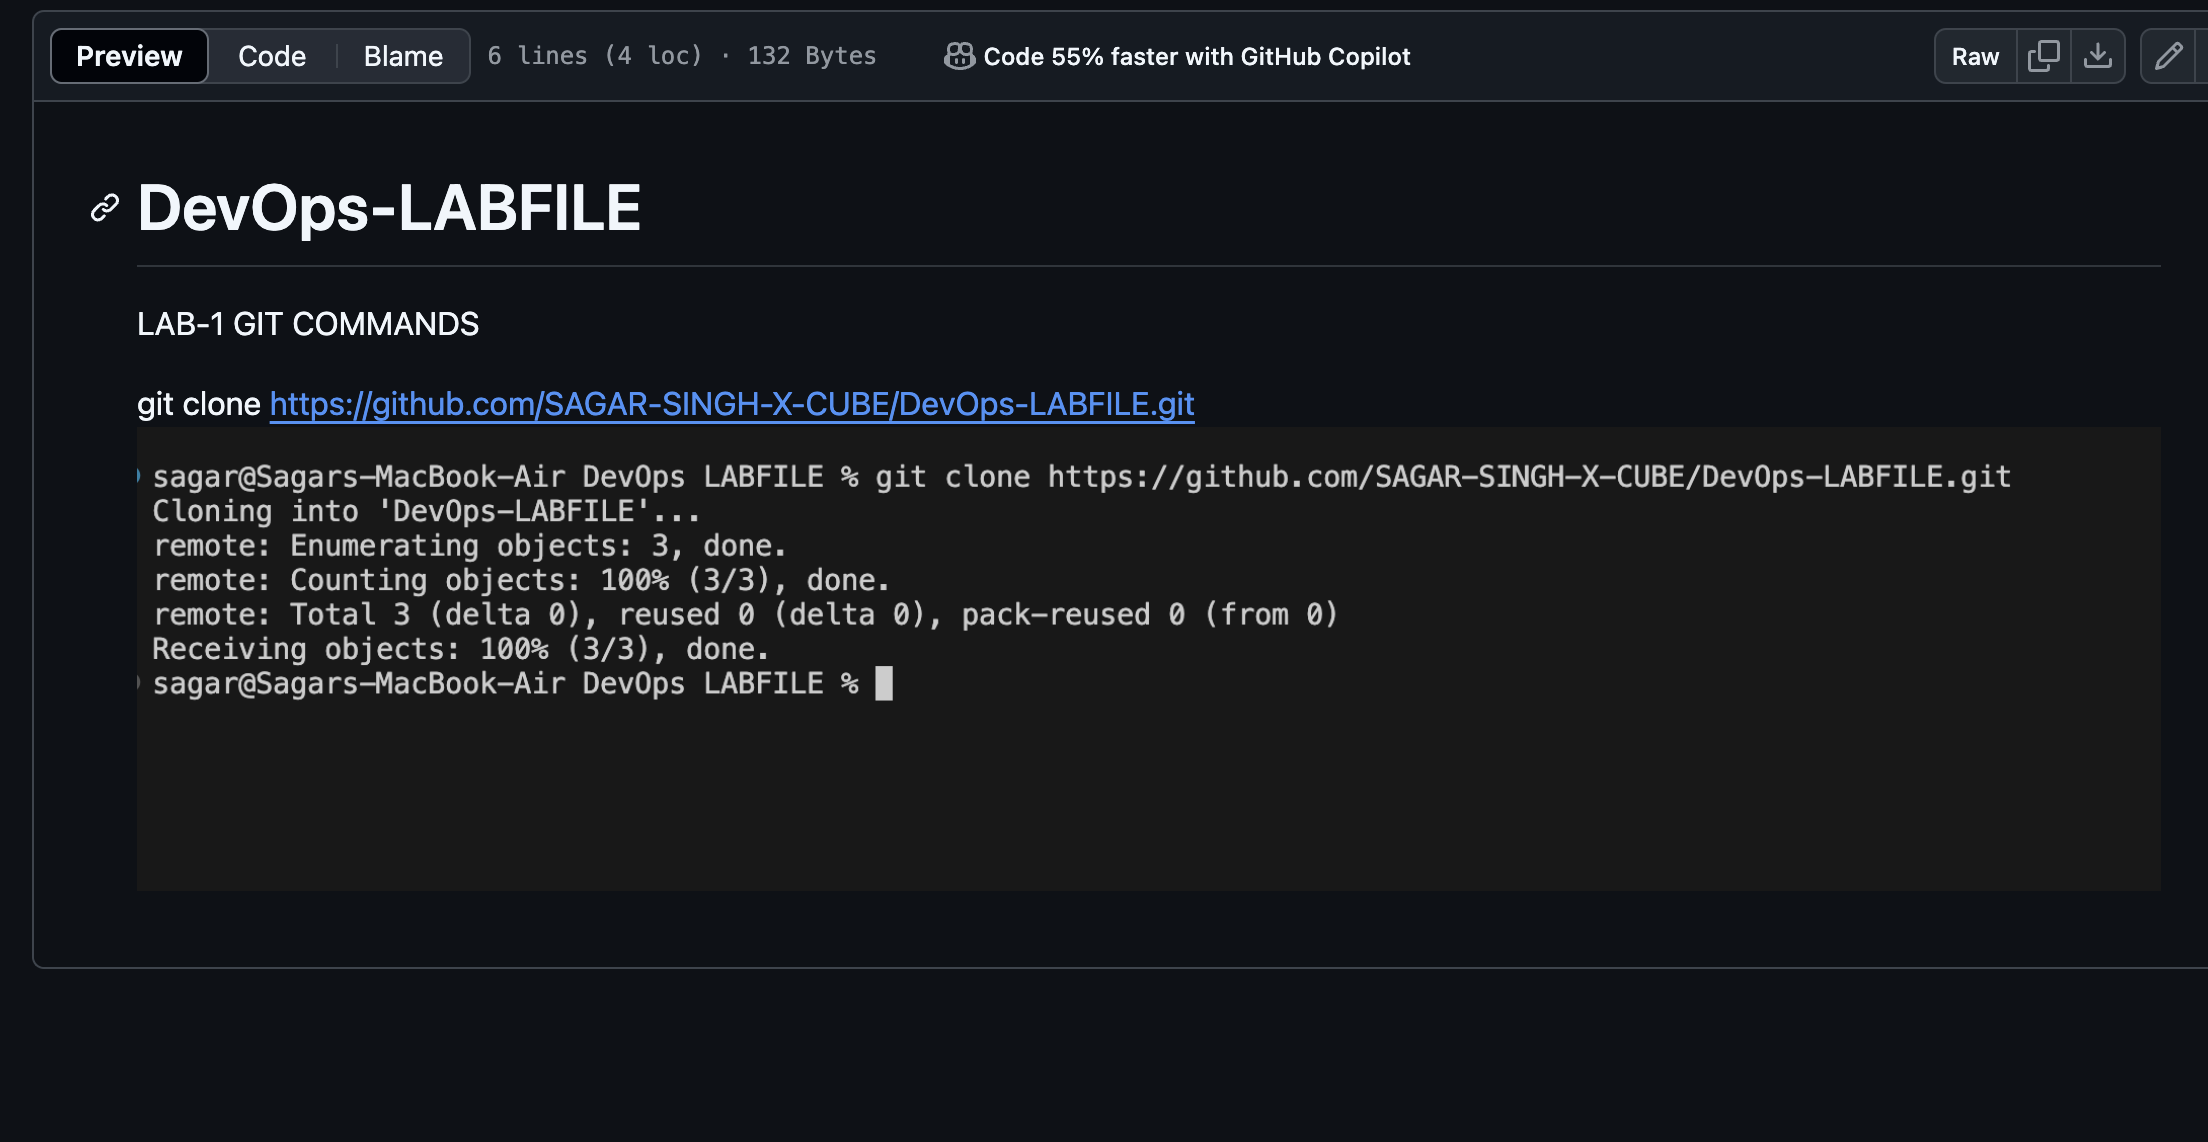 Preview Code Blame 6 lines (4 loc) · 132 Bytes Code 55% faster with GitHub Copilot Raw
DevOps-LABFILE
LAB-1 GIT COMMANDS
git clone https://github.com/SAGAR-SINGH-X-CUBE/DevOps-LABFILE.git
sagar@Sagars-MacBook-Air DevOps LABFILE % git clone https://github.com/SAGAR-SINGH-X-CUBE/DevOps-LABFILE.git
Cloning into 'DevOps-LABFILE'...
remote: Enumerating objects: 3, done.
remote: Counting objects: 100% (3/3), done.
remote: Total 3 (delta 0), reused 0 (delta 0), pack-reused 0 (from 0)
Receiving objects: 100% (3/3), done.
sagar@Sagars-MacBook-Air DevOps LABFILE %